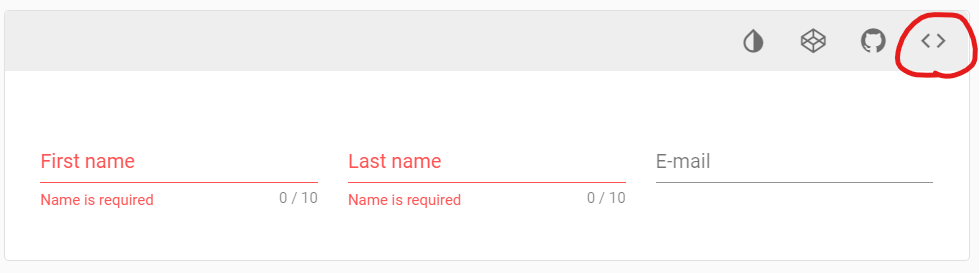 First name
Last name
E-mail
Name is required
0 / 10
Name is required
0 / 10